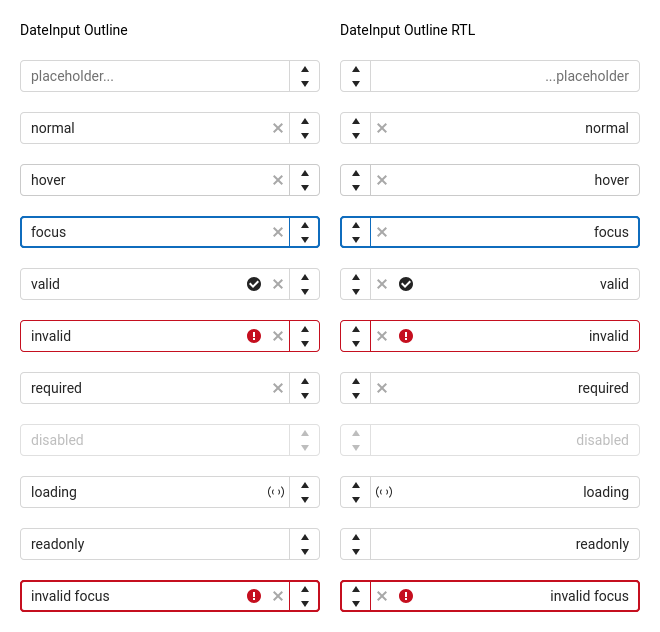 DateInput Outline DateInput Outline RTL
placeholder... ...placeholder
normal normal
hover hover
focus focus
valid valid
invalid invalid
required required
disabled disabled
loading loading
readonly readonly
invalid focus invalid focus